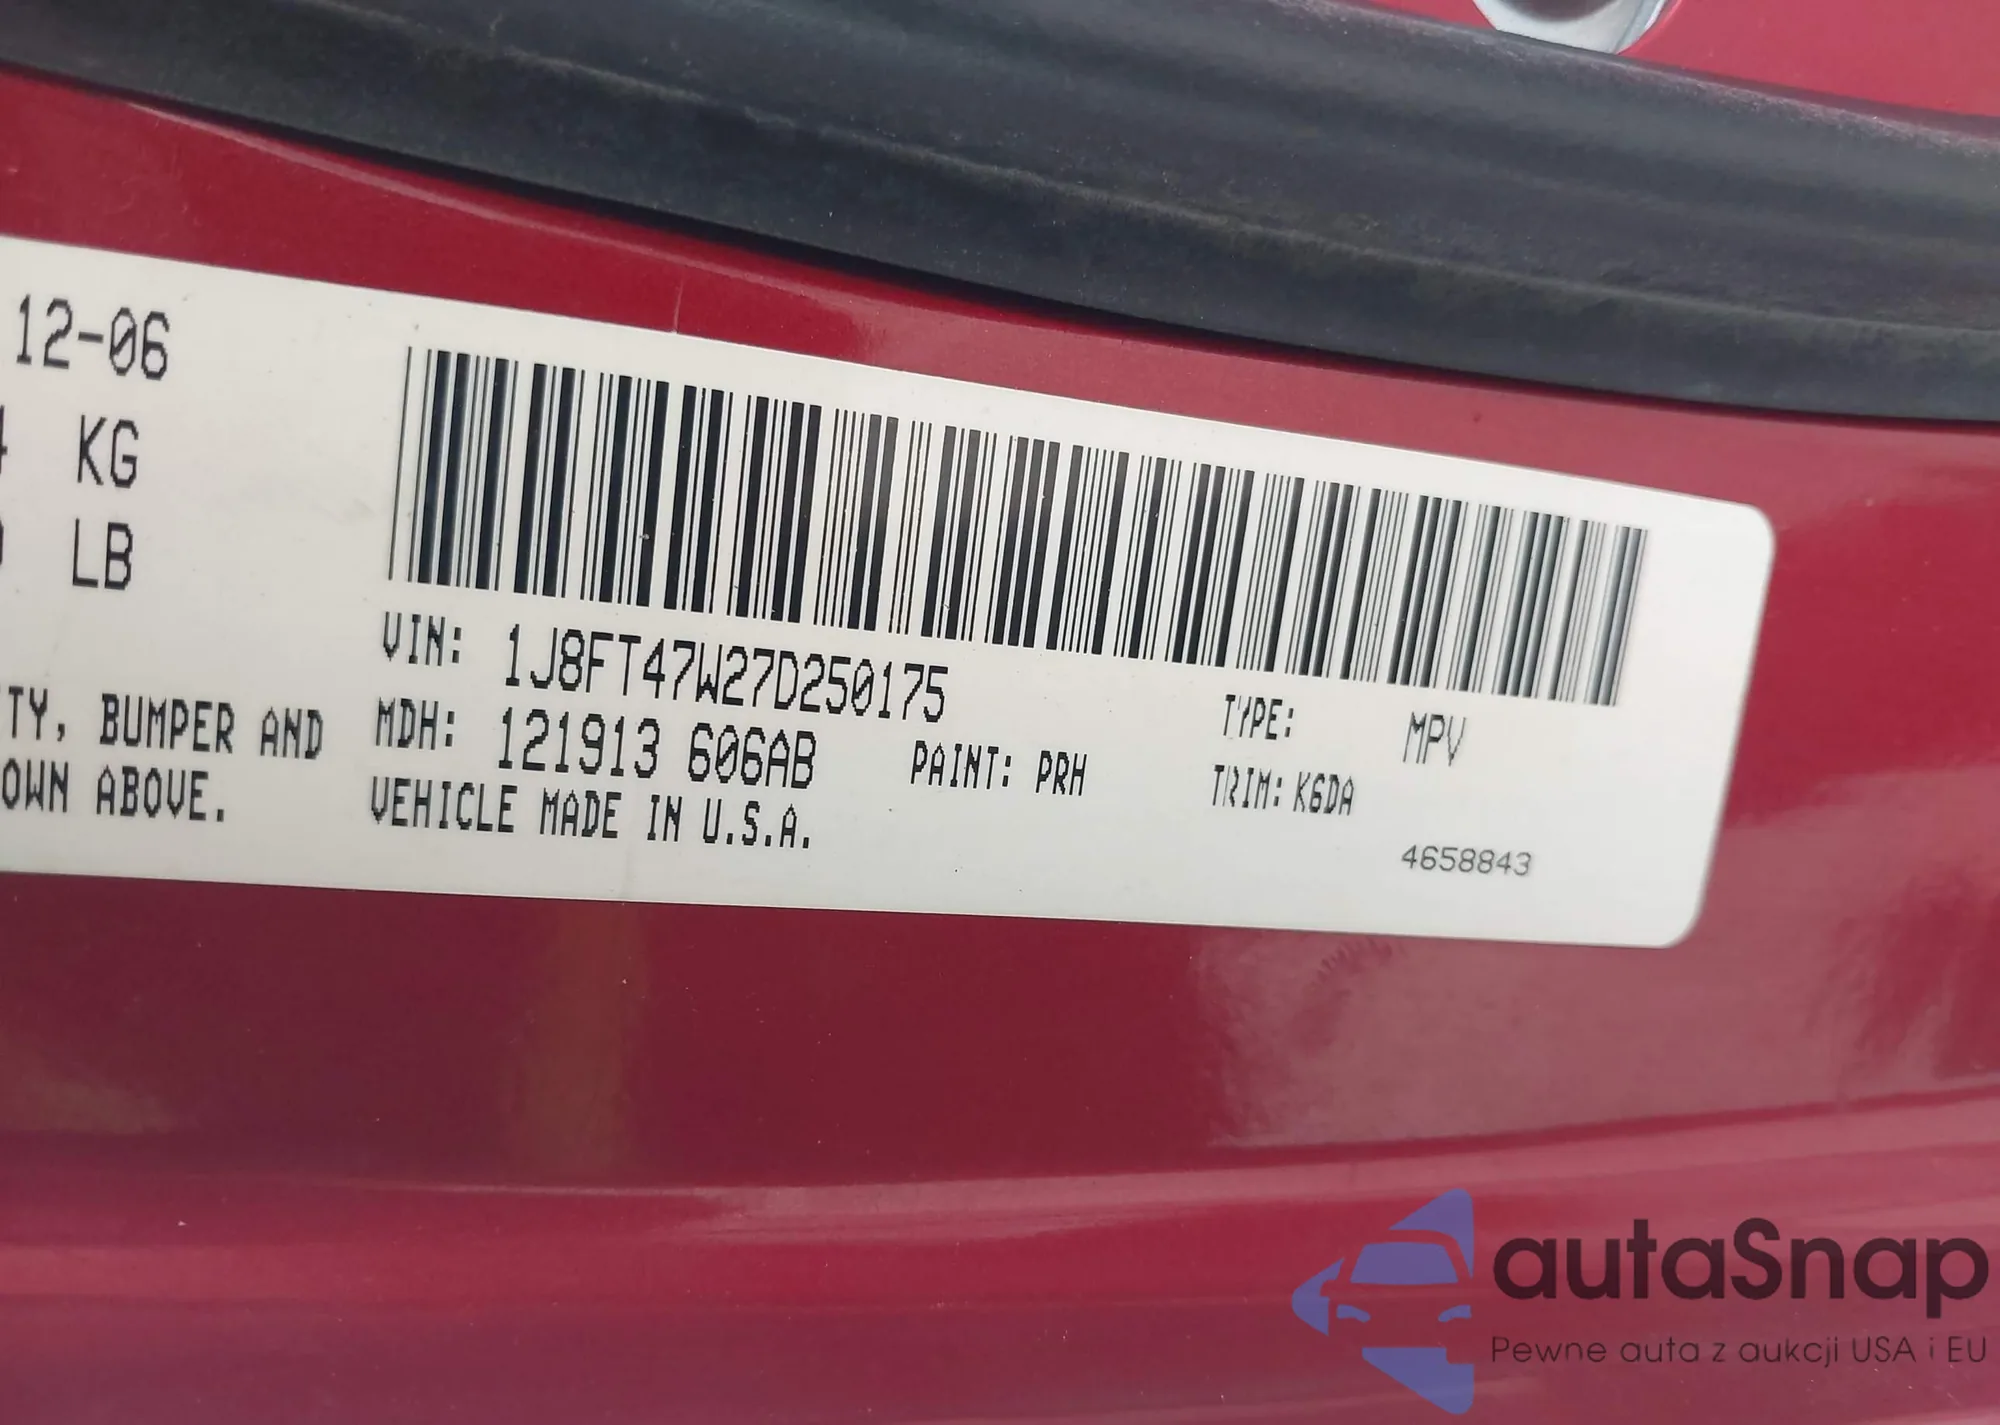 12-06
KG
LB
TY, BUMPER AND
OWN ABOVE.
VIN: 1J8FT47W27D250175
MDH: 121913 606AB
PAINT: PRH
VEHICLE MADE IN U.S.A.
TYPE: MPV
TRIM: K6DA
4658843
autaSnap
Pewne auta z aukcji USA i EU